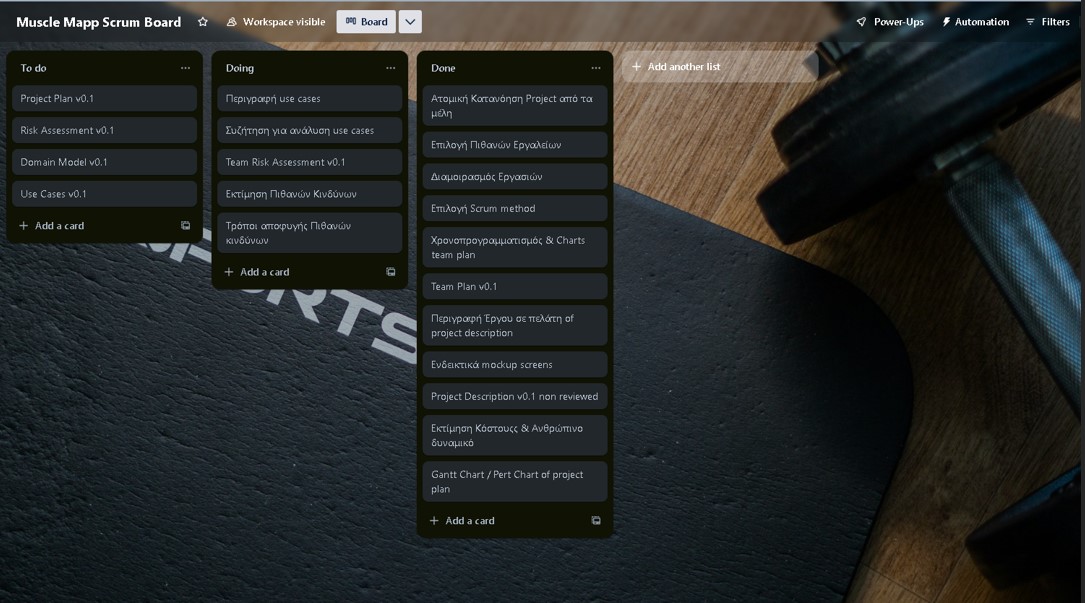 Muscle Mapp Scrum Board
Workspace visible
Board
Power-Ups
Automation
Filters
To do
Project Plan v0.1
Risk Assessment v0.1
Domain Model v0.1
Use Cases v0.1
Add a card
Doing
Περιγραφή use cases
Συζήτηση για ανάλυση use cases
Team Risk Assessment v0.1
Εκτίμηση Πιθανών Κινδύνων
Τρόποι αποφυγής Πιθανών
κινδύνων
Add a card
Done
Ατομική Κατανόηση Project από τα
μέλη
Επιλογή Πιθανών Εργαλείων
Διαμοιρασμός Εργασιών
Επιλογή Scrum method
Χρονοπρογραμματισμός & Charts
team plan
Team Plan v0.1
Περιγραφή Έργου σε πελάτη of
project description
Ενδεικτικά mockup screens
Project Description v0.1 non reviewed
Εκτίμηση Κόστουςς & Ανθρώπινο
δυναμικό
Gantt Chart / Pert Chart of project
plan
Add a card
Add another list